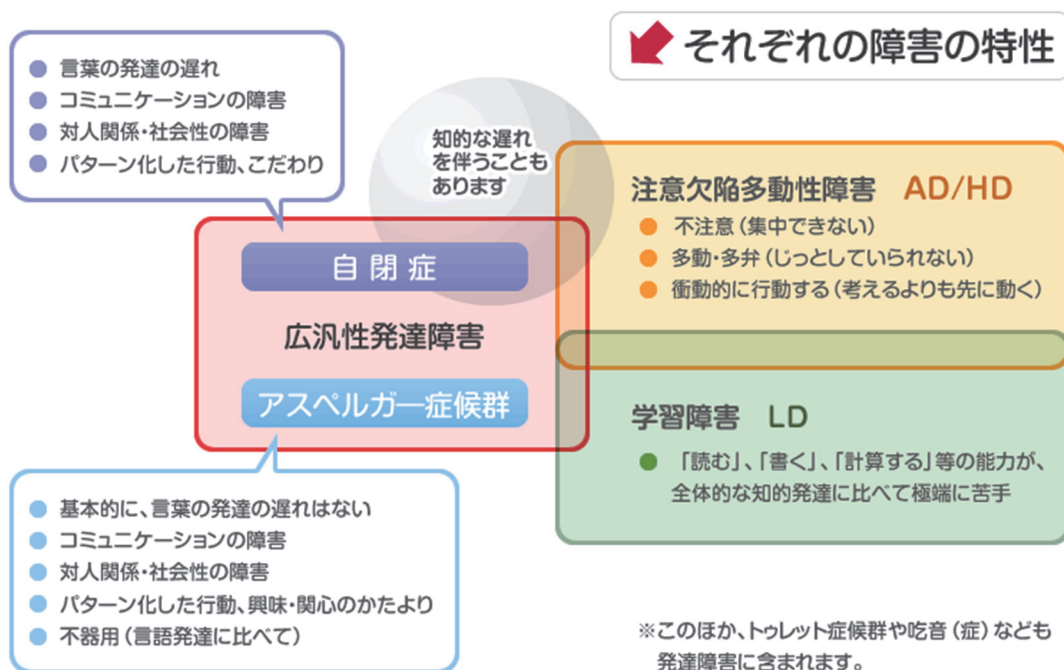 それぞれの障害の特性
● 言葉の発達の遅れ
● コミュニケーションの障害
● 対人関係・社会性の障害
● パターン化した行動、こだわり
知的な遅れ
を伴うことも
あります
自閉症
広汎性発達障害
アスペルガー症候群
● 基本的に、言葉の発達の遅れはない
● コミュニケーションの障害
● 対人関係・社会性の障害
● パターン化した行動、興味・関心のかたより
● 不器用(言語発達に比べて)
注意欠陥多動性障害 AD/HD
● 不注意(集中できない)
● 多動・多弁(じっとしていられない)
● 衝動的に行動する(考えるよりも先に動く)
学習障害 LD
● 「読む」、「書く」、「計算する」等の能力が、
全体的な知的発達に比べて極端に苦手
※このほか、トゥレット症候群や吃音(症)なども
発達障害に含まれます。